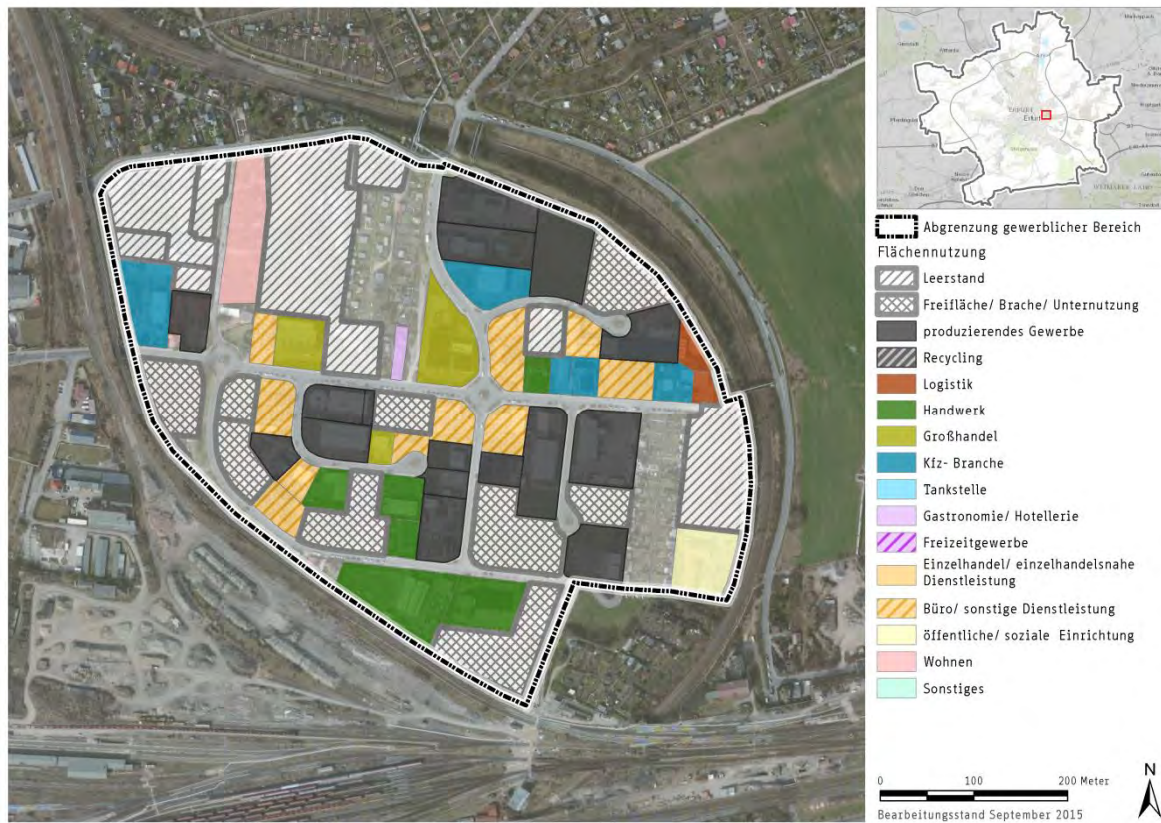 ERFURT
Erfurt
WEIMARER LAND
Abgrenzung gewerblicher Bereich
Flächennutzung
Leerstand
Freifläche/ Brache/ Unternutzung
produzierendes Gewerbe
Recycling
Logistik
Handwerk
Großhandel
Kfz- Branche
Tankstelle
Gastronomie/ Hotellerie
Freizeitgewerbe
Einzelhandel/ einzelhandelsnahe
Dienstleistung
Büro/ sonstige Dienstleistung
öffentliche/ soziale Einrichtung
Wohnen
Sonstiges
0 100 200 Meter
N
Bearbeitungsstand September 2015